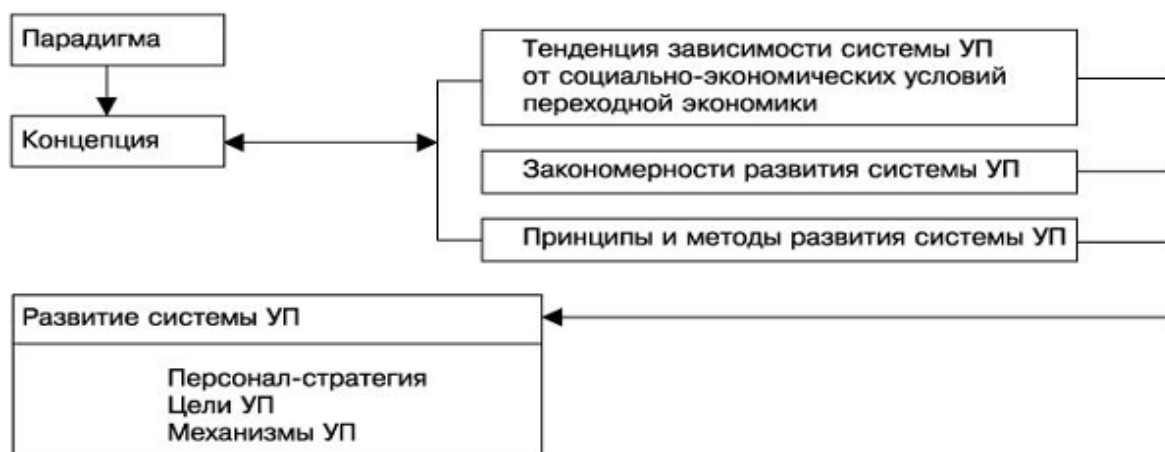 Парадигма
Концепция
Тенденция зависимости системы УП
от социально-экономических условий
переходной экономики
Закономерности развития системы УП
Принципы и методы развития системы УП
Развитие системы УП
Персонал-стратегия
Цели УП
Механизмы УП